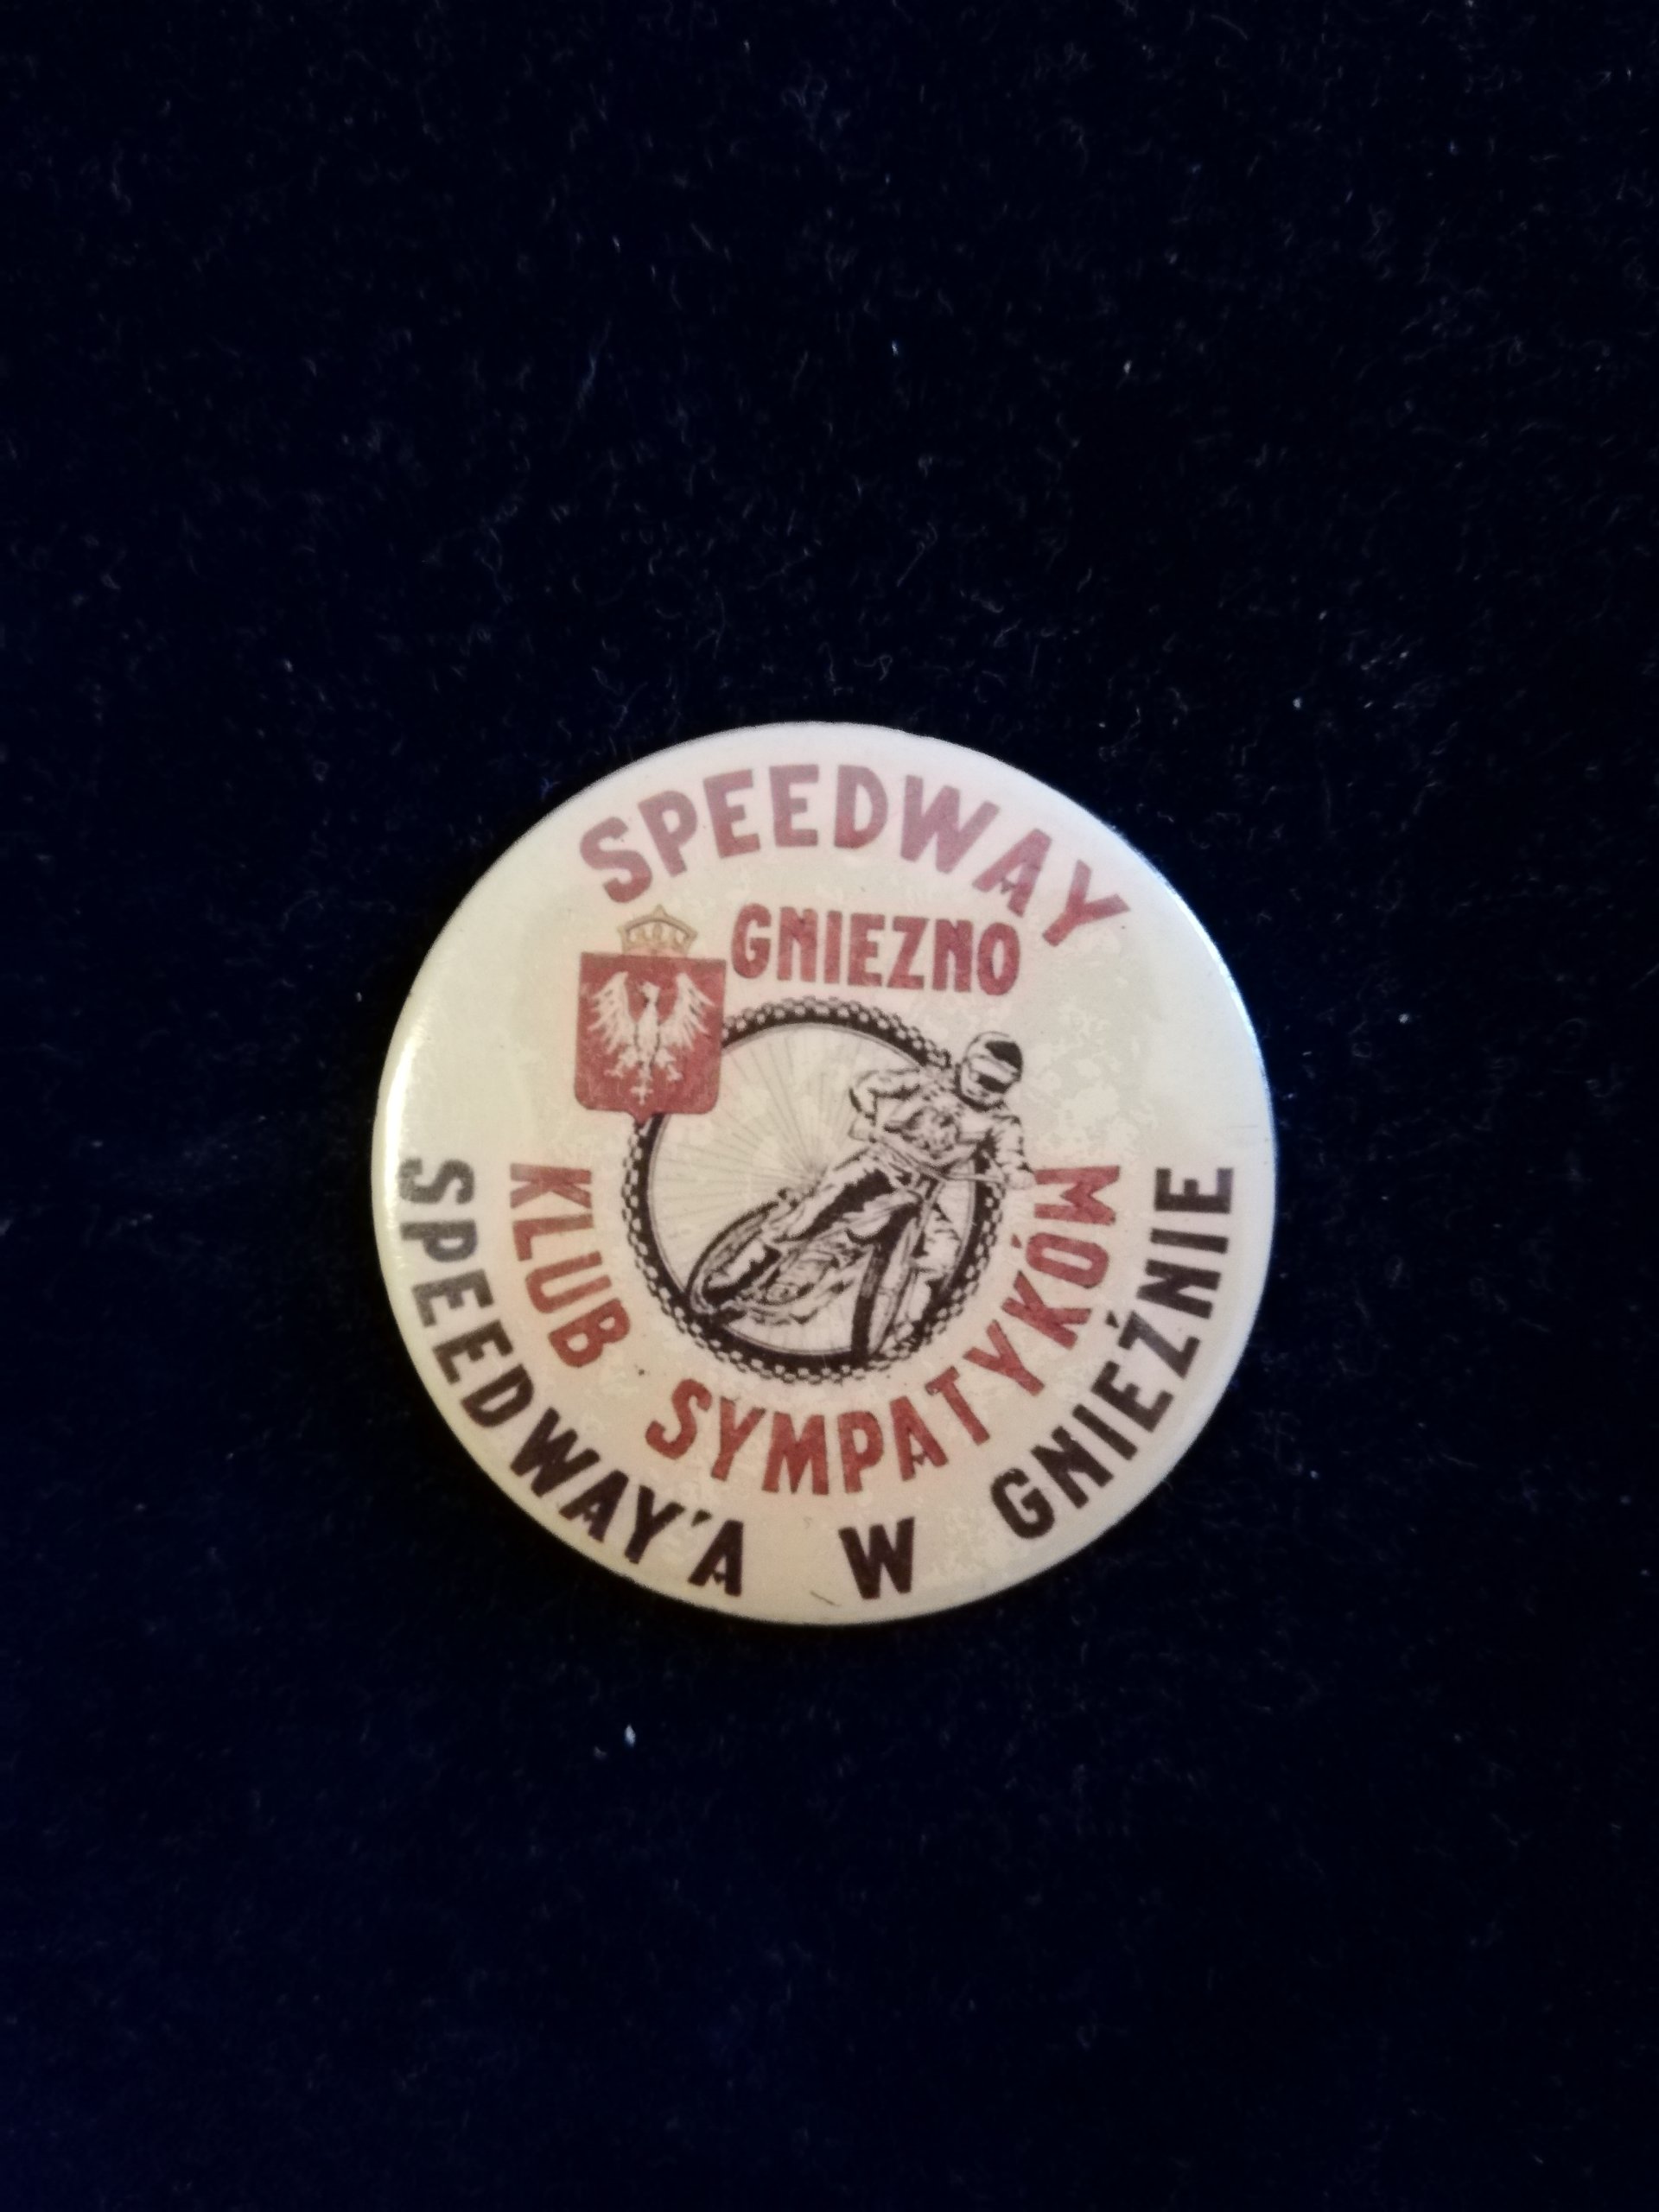 SPEEDWAY
GNIEZNO
KLUB SYMPATYKÓW
SPEEDWAY'A W GNIEŹNIE